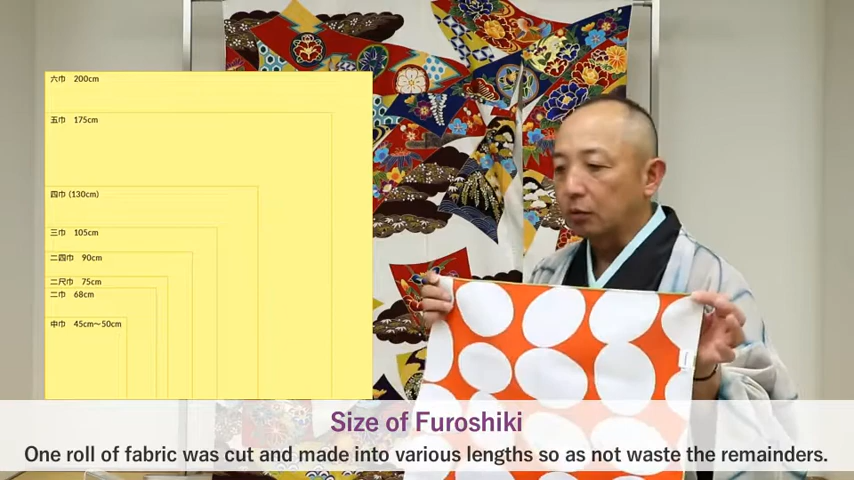 六巾 200cm
五巾 175cm
四巾 (130cm)
三巾 105cm
二四巾 90cm
二尺巾 75cm
二巾 68cm
中巾 45cm〜50cm
Size of Furoshiki
One roll of fabric was cut and made into various lengths so as not waste the remainders.